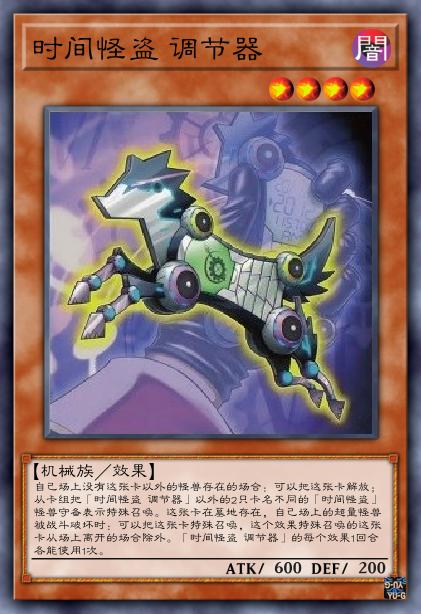 时间怪盗 调节器
闇
【机械族／效果】
自己场上没有这张卡以外的怪兽存在的场合：可以把这张卡解放；
从卡组把「时间怪盗 调节器」以外的2只卡名不同的「时间怪盗」
怪兽守备表示特殊召唤。这张卡在墓地存在，自己场上的超量怪兽
被战斗破坏时：可以把这张卡特殊召唤，这个效果特殊召唤的这张
卡从场上离开的场合除外。「时间怪盗 调节器」的每个效果1回合
各能使用1次。
ATK/ 600 DEF/ 200